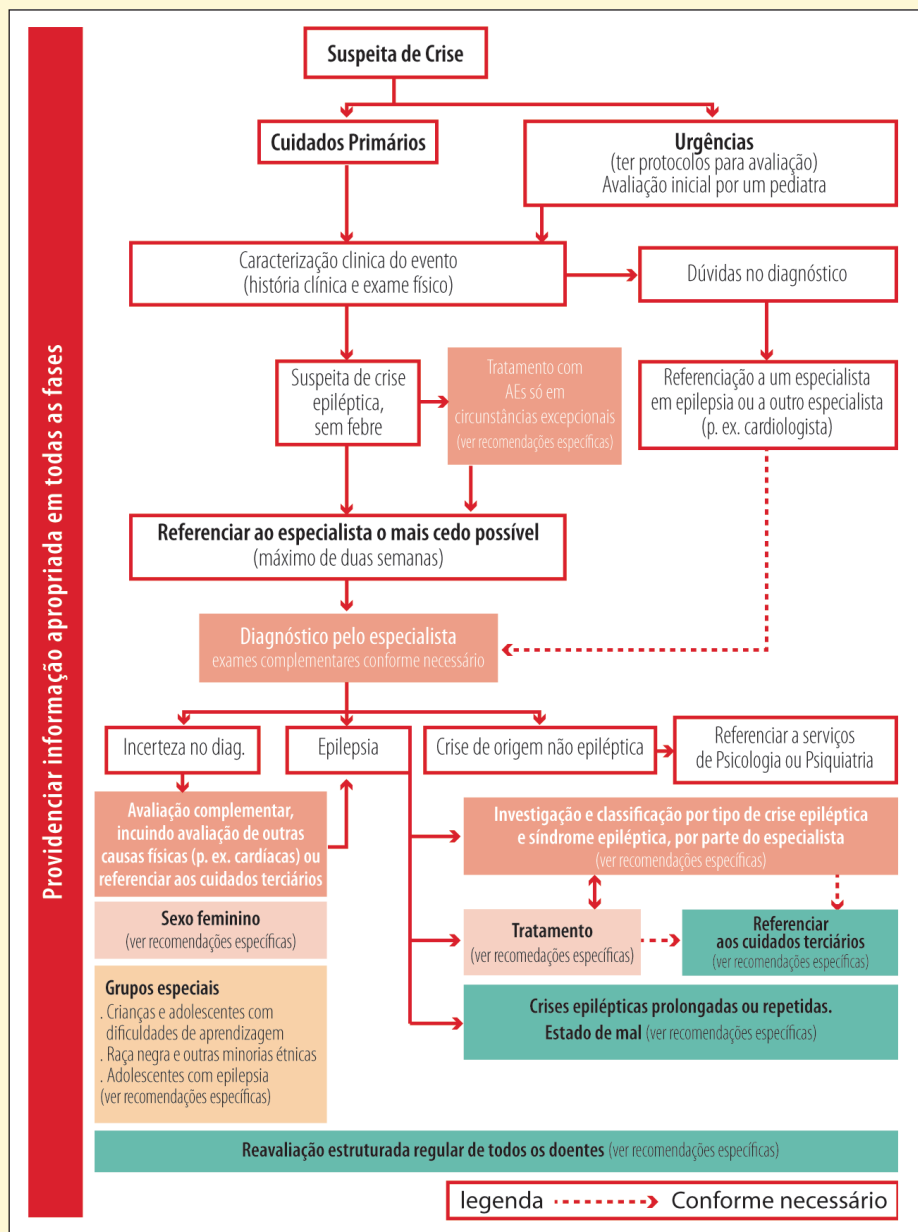 Providenciar informação apropriada em todas as fases
Suspeita de Crise
Cuidados Primários
Urgências
(ter protocolos para avaliação)
Avaliação inicial por um pediatra
Caracterização clinica do evento
(história clínica e exame físico)
Dúvidas no diagnóstico
Suspeita de crise
epiléptica,
sem febre
Tratamento com
AEs só em
circunstâncias excepcionais
(ver recomendações específicas)
Referenciação a um especialista
em epilepsia ou a outro especialista
(p. ex. cardiologista)
Referenciar ao especialista o mais cedo possível
(máximo de duas semanas)
Diagnóstico pelo especialista
exames complementares conforme necessário
Incerteza no diag.
Epilepsia
Crise de origem não epiléptica
Referenciar a serviços
de Psicologia ou Psiquiatria
Avaliação complementar,
incuindo avaliação de outras
causas físicas (p. ex. cardíacas) ou
referenciar aos cuidados terciários
Investigação e classificação por tipo de crise epiléptica
e síndrome epiléptica, por parte do especialista
(ver recomendações específicas)
Sexo feminino
(ver recomendações específicas)
Tratamento
(ver recomedações específicas)
Referenciar
aos cuidados terciários
(ver recomendações específicas)
Grupos especiais
. Crianças e adolescentes com
dificuldades de aprendizagem
. Raça negra e outras minorias étnicas
. Adolescentes com epilepsia
(ver recomendações específicas)
Crises epilépticas prolongadas ou repetidas.
Estado de mal (ver recomendações específicas)
Reavaliação estruturada regular de todos os doentes (ver recomendações específicas)
legenda Conforme necessário